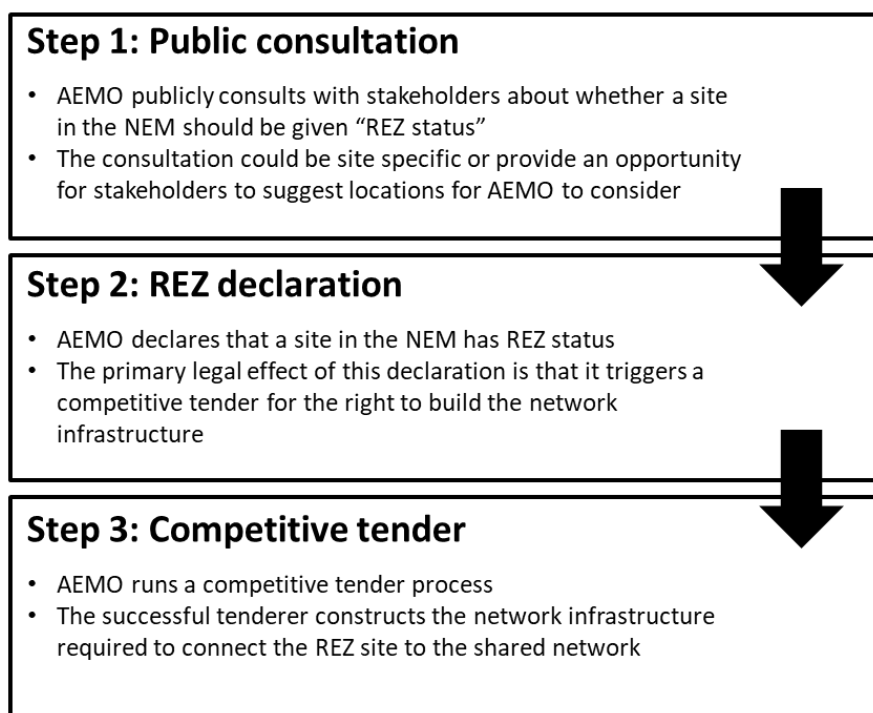 Step 1: Public consultation
• AEMO publicly consults with stakeholders about whether a site
in the NEM should be given “REZ status”
• The consultation could be site specific or provide an opportunity
for stakeholders to suggest locations for AEMO to consider
Step 2: REZ declaration
• AEMO declares that a site in the NEM has REZ status
• The primary legal effect of this declaration is that it triggers a
competitive tender for the right to build the network
infrastructure
Step 3: Competitive tender
• AEMO runs a competitive tender process
• The successful tenderer constructs the network infrastructure
required to connect the REZ site to the shared network